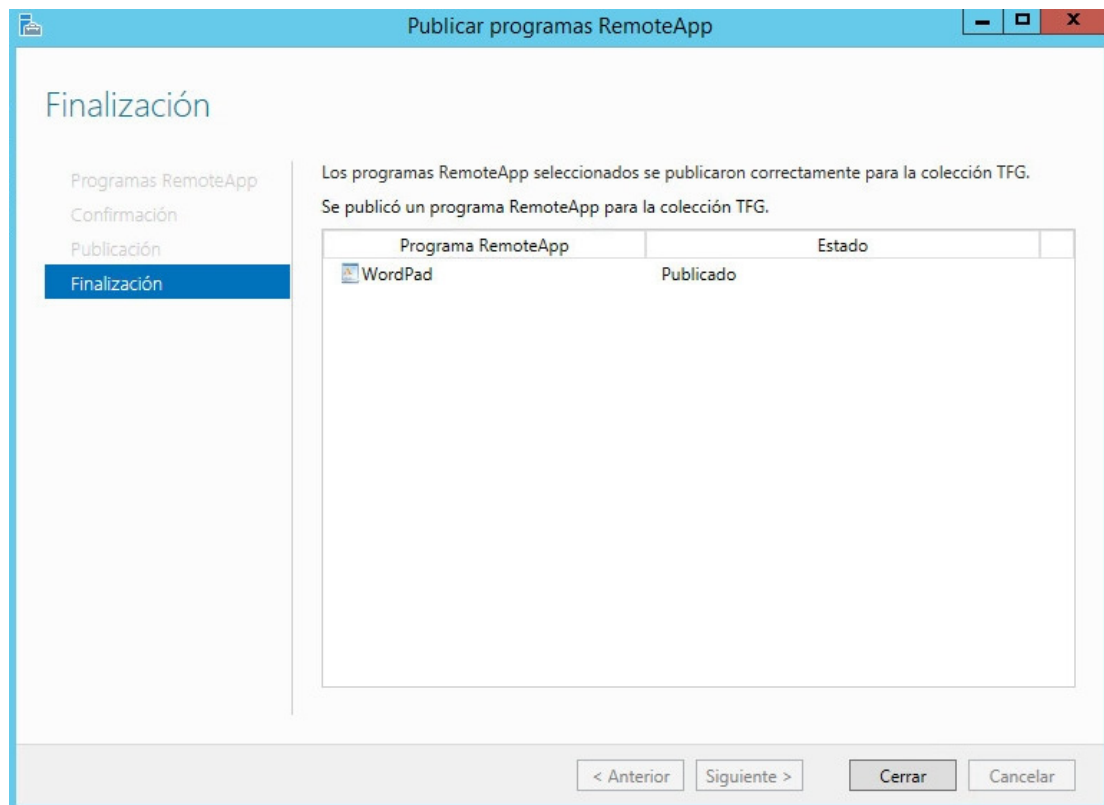 Publicar programas RemoteApp
Finalización
Programas RemoteApp
Confirmación
Publicación
Finalización
Los programas RemoteApp seleccionados se publicaron correctamente para la colección TFG.
Se publicó un programa RemoteApp para la colección TFG.
Programa RemoteApp Estado
WordPad Publicado
< Anterior Siguiente > Cerrar Cancelar